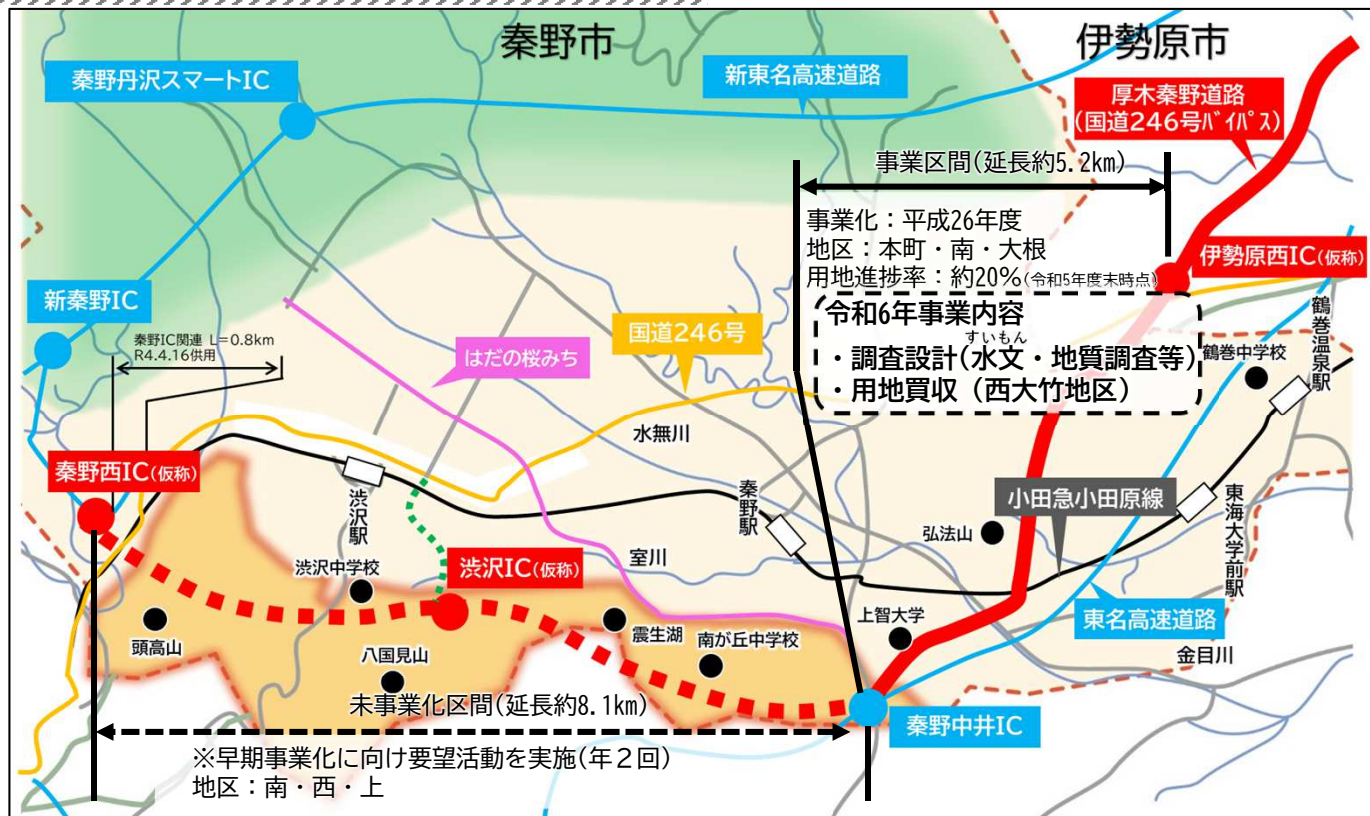 秦野市
伊勢原市
秦野丹沢スマートIC
新東名高速道路
厚木秦野道路
(国道246号バイパス)
事業区間(延長約5.2km)
事業化：平成26年度
地区：本町・南・大根
用地進捗率：約20%(令和5年度末時点)
伊勢原西IC(仮称)
令和6年事業内容
すいもん
・調査設計(水文・地質調査等)
・用地買収（西大竹地区）
新秦野IC
秦野IC関連 L=0.8km
R4.4.16供用
はだの桜みち
国道246号
鶴巻中学校
鶴巻温泉駅
水無川
秦野西IC(仮称)
渋沢駅
秦野駅
小田急小田原線
弘法山
東海大学前駅
渋沢中学校
渋沢IC(仮称)
室川
頭高山
八国見山
震生湖
南が丘中学校
上智大学
東名高速道路
金目川
未事業化区間(延長約8.1km)
秦野中井IC
※早期事業化に向け要望活動を実施(年２回)
地区：南・西・上